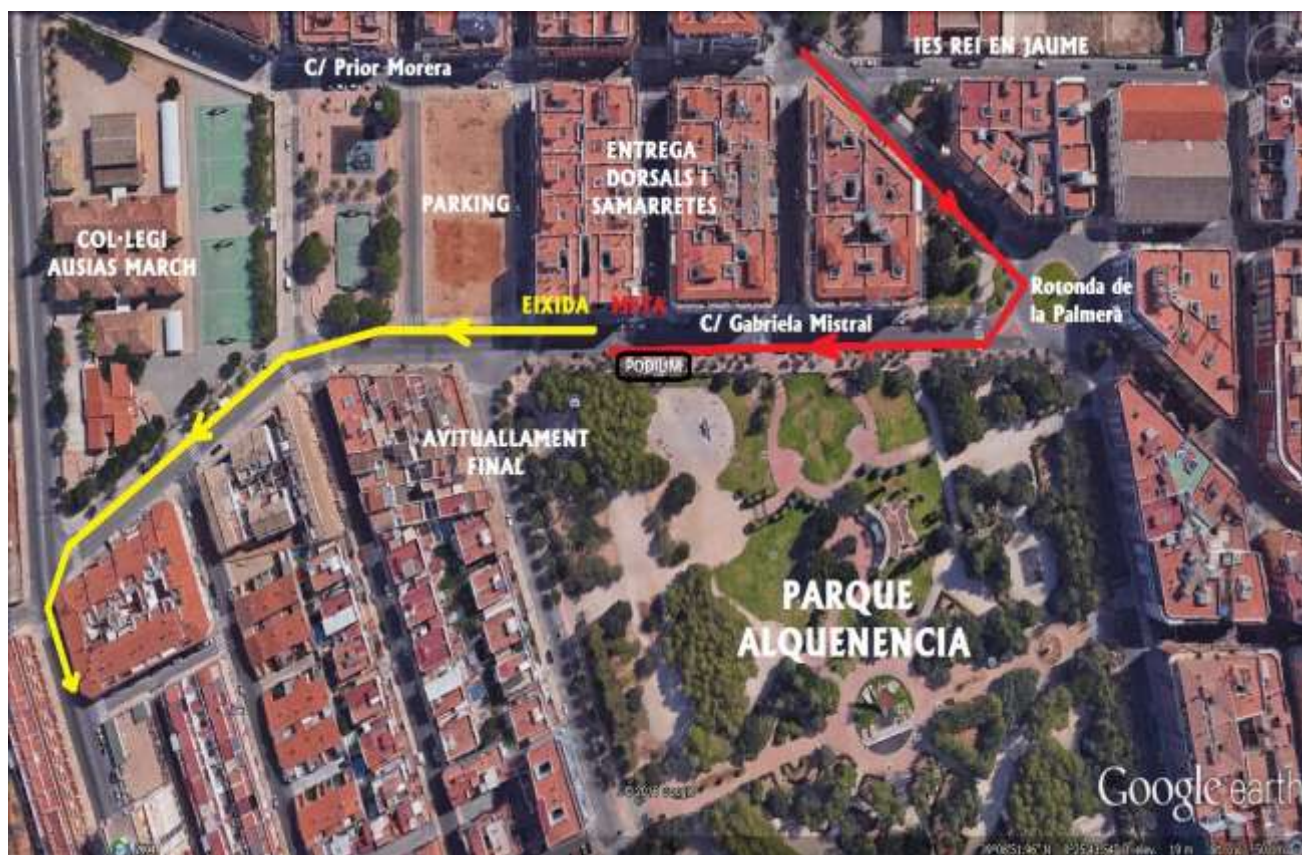 IES REI EN JAUME
C/ Prior Morera
ENTREGA
DORSALS I
SAMARRETES
PARKING
COL·LEGI
AUSIAS MARCH
Rotonda de
la Palmera
EIXIDA META
C/ Gabriela Mistral
PODIUM
AVITUALLAMENT
FINAL
PARQUE
ALQUENENCIA
Google earth